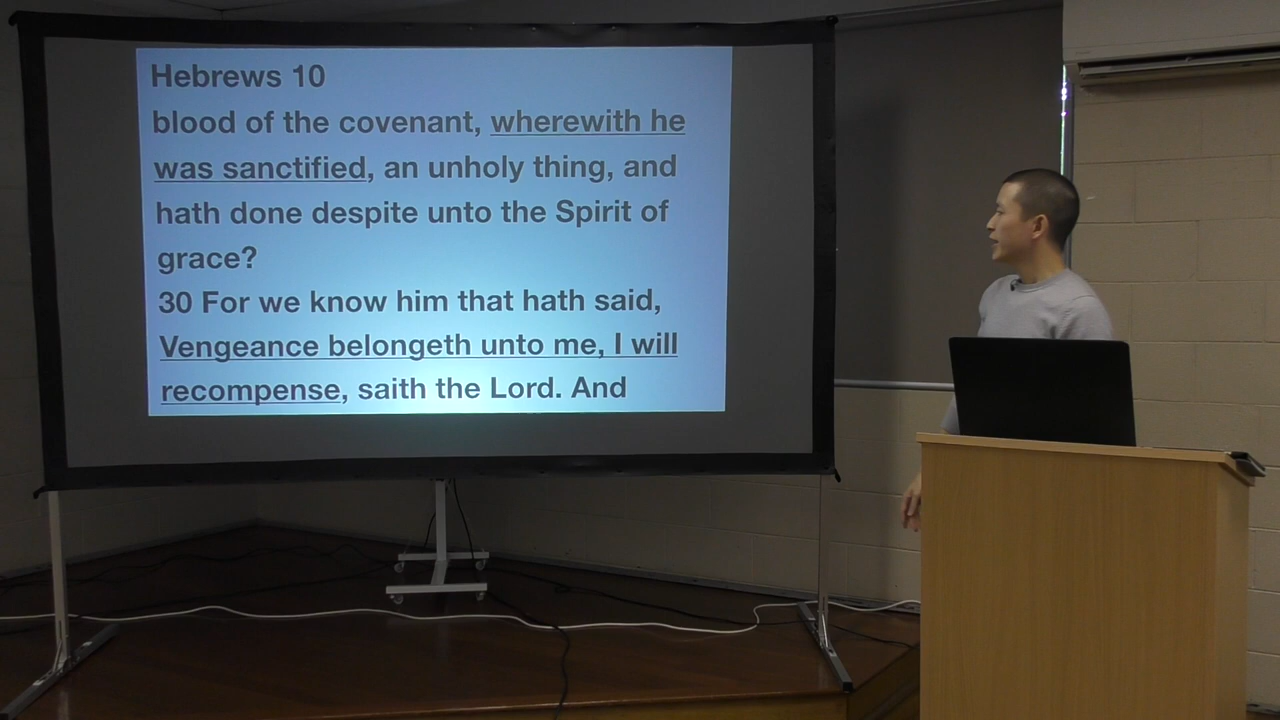 Hebrews 10
blood of the covenant, wherewith he
was sanctified, an unholy thing, and
hath done despite unto the Spirit of
grace?
30 For we know him that hath said,
Vengeance belongeth unto me, I will
recompense, saith the Lord. And